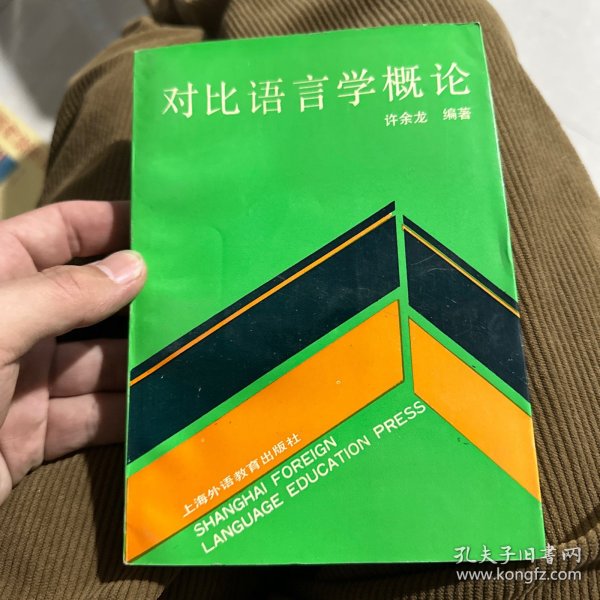 对比语言学概论
许余龙 编著
上海外语教育出版社
SHANGHAI FOREIGN
LANGUAGE EDUCATION PRESS
孔夫子旧书网
www.kongfz.com